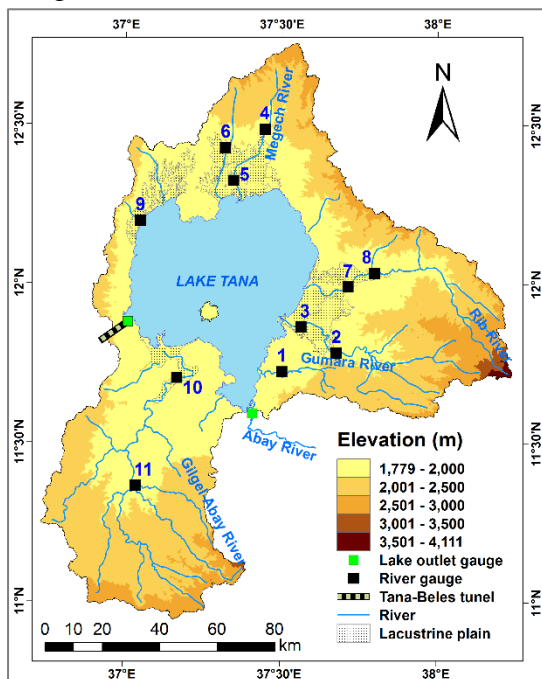 37°E
37°30'E
38°E
12°30'N
12°30'N
N
4
Megech River
6
5
9
LAKE TANA
12°N
12°N
8
7
3
2
Rib River
1
Gumara River
10
Abay River
11°30'N
11°30'N
11
Gilgel Abay River
Elevation (m)
1,779 - 2,000
2,001 - 2,500
2,501 - 3,000
3,001 - 3,500
3,501 - 4,111
Lake outlet gauge
River gauge
Tana-Beles tunel
River
Lacustrine plain
11°N
11°N
0 10 20 40 60 80
km
37°E
37°30'E
38°E